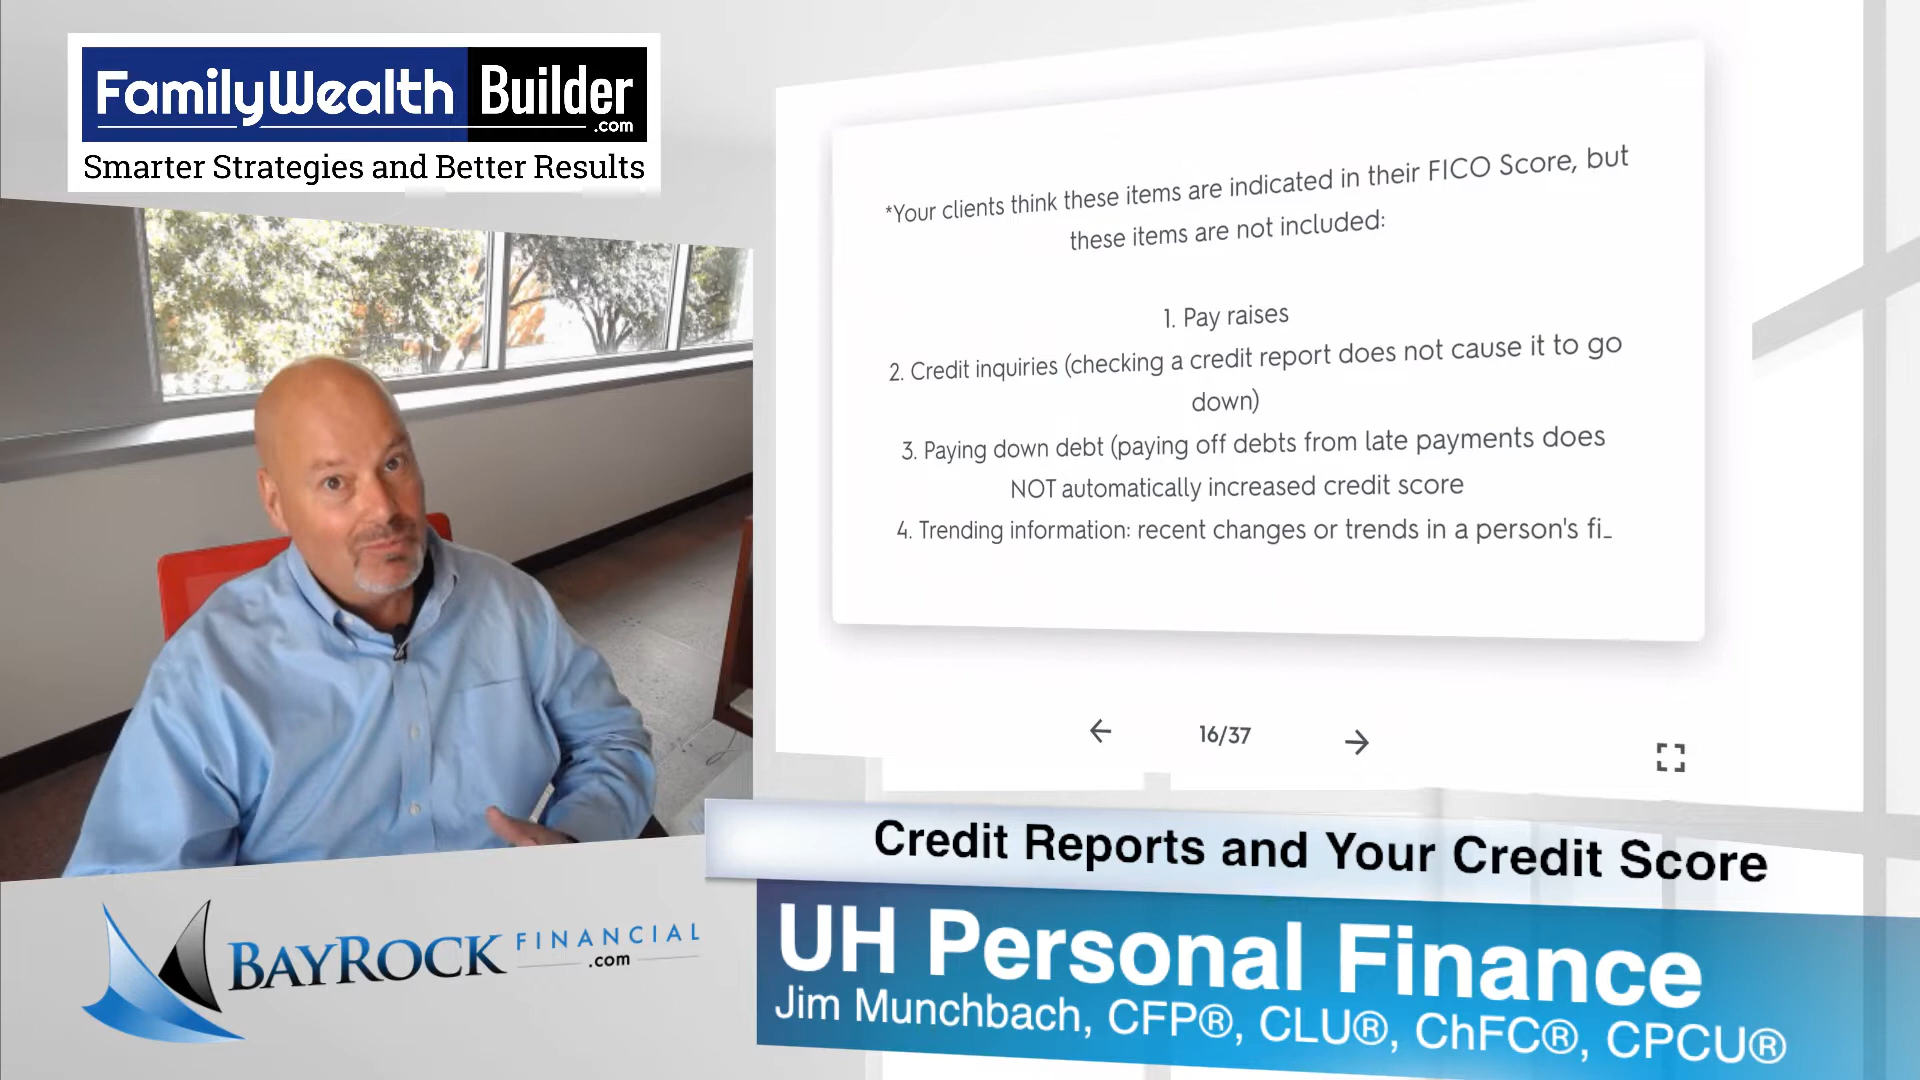 FamilyWealth Builder
.com
Smarter Strategies and Better Results
*Your clients think these items are indicated in their FICO Score, but
these items are not included:
1. Pay raises
2. Credit inquiries (checking a credit report does not cause it to go
down)
3. Paying down debt (paying off debts from late payments does
NOT automatically increased credit score
4. Trending information: recent changes or trends in a person's fi_
16/37
Credit Reports and Your Credit Score
BAYROCK FINANCIAL
.com
UH Personal Finance
Jim Munchbach, CFP®, CLU®, ChFC®, CPCU®